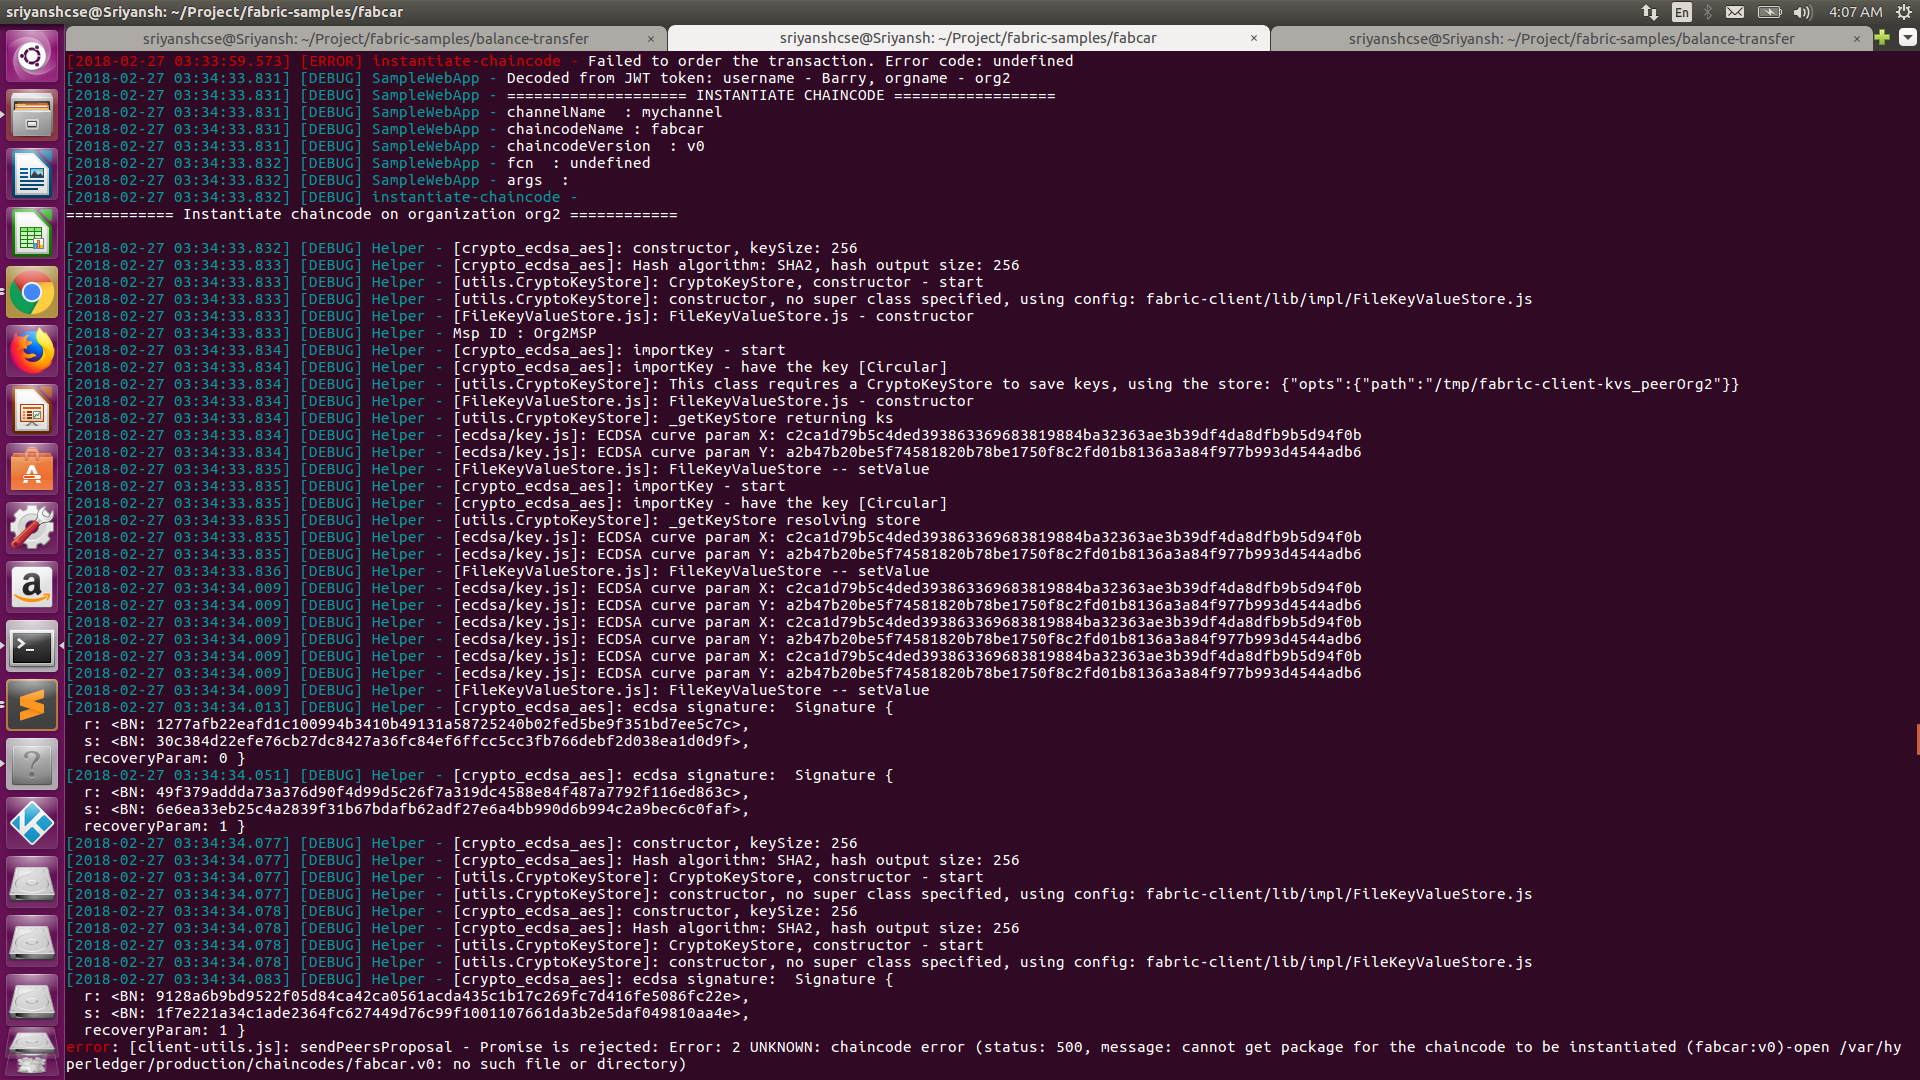 sriyanshcse@Sriyansh: ~/Project/fabric-samples/fabcar
En
4:07 AM
sriyanshcse@Sriyansh: ~/Project/fabric-samples/balance-transfer ×
sriyanshcse@Sriyansh: ~/Project/fabric-samples/fabcar ×
sriyanshcse@Sriyansh: ~/Project/fabric-samples/balance-transfer ×
[2018-02-27 03:33:59.573] [ERROR] instantiate-chaincode - Failed to order the transaction. Error code: undefined
[2018-02-27 03:34:33.831] [DEBUG] SampleWebApp - Decoded from JWT token: username - Barry, orgname - org2
[2018-02-27 03:34:33.831] [DEBUG] SampleWebApp - ==================== INSTANTIATE CHAINCODE ==================
[2018-02-27 03:34:33.831] [DEBUG] SampleWebApp - channelName  : mychannel
[2018-02-27 03:34:33.831] [DEBUG] SampleWebApp - chaincodeName : fabcar
[2018-02-27 03:34:33.831] [DEBUG] SampleWebApp - chaincodeVersion  : v0
[2018-02-27 03:34:33.832] [DEBUG] SampleWebApp - fcn  : undefined
[2018-02-27 03:34:33.832] [DEBUG] SampleWebApp - args  :
[2018-02-27 03:34:33.832] [DEBUG] instantiate-chaincode -
============ Instantiate chaincode on organization org2 ============
[2018-02-27 03:34:33.832] [DEBUG] Helper - [crypto_ecdsa_aes]: constructor, keySize: 256
[2018-02-27 03:34:33.833] [DEBUG] Helper - [crypto_ecdsa_aes]: Hash algorithm: SHA2, hash output size: 256
[2018-02-27 03:34:33.833] [DEBUG] Helper - [utils.CryptoKeyStore]: CryptoKeyStore, constructor - start
[2018-02-27 03:34:33.833] [DEBUG] Helper - [utils.CryptoKeyStore]: constructor, no super class specified, using config: fabric-client/lib/impl/FileKeyValueStore.js
[2018-02-27 03:34:33.833] [DEBUG] Helper - [FileKeyValueStore.js]: FileKeyValueStore.js - constructor
[2018-02-27 03:34:33.833] [DEBUG] Helper - Msp ID : Org2MSP
[2018-02-27 03:34:33.834] [DEBUG] Helper - [crypto_ecdsa_aes]: importKey - start
[2018-02-27 03:34:33.834] [DEBUG] Helper - [crypto_ecdsa_aes]: importKey - have the key [Circular]
[2018-02-27 03:34:33.834] [DEBUG] Helper - [utils.CryptoKeyStore]: This class requires a CryptoKeyStore to save keys, using the store: {"opts":{"path":"/tmp/fabric-client-kvs_peerOrg2"}}
[2018-02-27 03:34:33.834] [DEBUG] Helper - [FileKeyValueStore.js]: FileKeyValueStore.js - constructor
[2018-02-27 03:34:33.834] [DEBUG] Helper - [utils.CryptoKeyStore]: _getKeyStore returning ks
[2018-02-27 03:34:33.834] [DEBUG] Helper - [ecdsa/key.js]: ECDSA curve param X: c2ca1d79b5c4ded393863369683819884ba32363ae3b39df4da8dfb9b5d94f0b
[2018-02-27 03:34:33.834] [DEBUG] Helper - [ecdsa/key.js]: ECDSA curve param Y: a2b47b20be5f74581820b78be1750f8c2fd01b8136a3a84f977b993d4544adb6
[2018-02-27 03:34:33.835] [DEBUG] Helper - [FileKeyValueStore.js]: FileKeyValueStore -- setValue
[2018-02-27 03:34:33.835] [DEBUG] Helper - [crypto_ecdsa_aes]: importKey - start
[2018-02-27 03:34:33.835] [DEBUG] Helper - [crypto_ecdsa_aes]: importKey - have the key [Circular]
[2018-02-27 03:34:33.835] [DEBUG] Helper - [utils.CryptoKeyStore]: _getKeyStore resolving store
[2018-02-27 03:34:33.835] [DEBUG] Helper - [ecdsa/key.js]: ECDSA curve param X: c2ca1d79b5c4ded393863369683819884ba32363ae3b39df4da8dfb9b5d94f0b
[2018-02-27 03:34:33.835] [DEBUG] Helper - [ecdsa/key.js]: ECDSA curve param Y: a2b47b20be5f74581820b78be1750f8c2fd01b8136a3a84f977b993d4544adb6
[2018-02-27 03:34:33.836] [DEBUG] Helper - [FileKeyValueStore.js]: FileKeyValueStore -- setValue
[2018-02-27 03:34:34.009] [DEBUG] Helper - [ecdsa/key.js]: ECDSA curve param X: c2ca1d79b5c4ded393863369683819884ba32363ae3b39df4da8dfb9b5d94f0b
[2018-02-27 03:34:34.009] [DEBUG] Helper - [ecdsa/key.js]: ECDSA curve param Y: a2b47b20be5f74581820b78be1750f8c2fd01b8136a3a84f977b993d4544adb6
[2018-02-27 03:34:34.009] [DEBUG] Helper - [ecdsa/key.js]: ECDSA curve param X: c2ca1d79b5c4ded393863369683819884ba32363ae3b39df4da8dfb9b5d94f0b
[2018-02-27 03:34:34.009] [DEBUG] Helper - [ecdsa/key.js]: ECDSA curve param Y: a2b47b20be5f74581820b78be1750f8c2fd01b8136a3a84f977b993d4544adb6
[2018-02-27 03:34:34.009] [DEBUG] Helper - [ecdsa/key.js]: ECDSA curve param X: c2ca1d79b5c4ded393863369683819884ba32363ae3b39df4da8dfb9b5d94f0b
[2018-02-27 03:34:34.009] [DEBUG] Helper - [ecdsa/key.js]: ECDSA curve param Y: a2b47b20be5f74581820b78be1750f8c2fd01b8136a3a84f977b993d4544adb6
[2018-02-27 03:34:34.009] [DEBUG] Helper - [FileKeyValueStore.js]: FileKeyValueStore -- setValue
[2018-02-27 03:34:34.013] [DEBUG] Helper - [crypto_ecdsa_aes]: ecdsa signature:  Signature {
  r: <BN: 1277afb22eafd1c100994b3410b49131a58725240b02fed5be9f351bd7ee5c7c>,
  s: <BN: 30c384d22efe76cb27dc8427a36fc84ef6ffcc5cc3fb766debf2d038ea1d0d9f>,
  recoveryParam: 0 }
[2018-02-27 03:34:34.051] [DEBUG] Helper - [crypto_ecdsa_aes]: ecdsa signature:  Signature {
  r: <BN: 49f379addda73a376d90f4d99d5c26f7a319dc4588e84f487a7792f116ed863c>,
  s: <BN: 6e6ea33eb25c4a2839f31b67bdafb62adf27e6a4bb990d6b994c2a9bec6c0faf>,
  recoveryParam: 1 }
[2018-02-27 03:34:34.077] [DEBUG] Helper - [crypto_ecdsa_aes]: constructor, keySize: 256
[2018-02-27 03:34:34.077] [DEBUG] Helper - [crypto_ecdsa_aes]: Hash algorithm: SHA2, hash output size: 256
[2018-02-27 03:34:34.077] [DEBUG] Helper - [utils.CryptoKeyStore]: CryptoKeyStore, constructor - start
[2018-02-27 03:34:34.077] [DEBUG] Helper - [utils.CryptoKeyStore]: constructor, no super class specified, using config: fabric-client/lib/impl/FileKeyValueStore.js
[2018-02-27 03:34:34.078] [DEBUG] Helper - [crypto_ecdsa_aes]: constructor, keySize: 256
[2018-02-27 03:34:34.078] [DEBUG] Helper - [crypto_ecdsa_aes]: Hash algorithm: SHA2, hash output size: 256
[2018-02-27 03:34:34.078] [DEBUG] Helper - [utils.CryptoKeyStore]: CryptoKeyStore, constructor - start
[2018-02-27 03:34:34.078] [DEBUG] Helper - [utils.CryptoKeyStore]: constructor, no super class specified, using config: fabric-client/lib/impl/FileKeyValueStore.js
[2018-02-27 03:34:34.083] [DEBUG] Helper - [crypto_ecdsa_aes]: ecdsa signature:  Signature {
  r: <BN: 9128a6b9bd9522f05d84ca42ca0561acda435c1b17c269fc7d416fe5086fc22e>,
  s: <BN: 1f7e221a34c1ade2364fc627449d76c99f1001107661da3b2e5daf049810aa4e>,
  recoveryParam: 1 }
error: [client-utils.js]: sendPeersProposal - Promise is rejected: Error: 2 UNKNOWN: chaincode error (status: 500, message: cannot get package for the chaincode to be instantiated (fabcar:v0)-open /var/hy
perledger/production/chaincodes/fabcar.v0: no such file or directory)